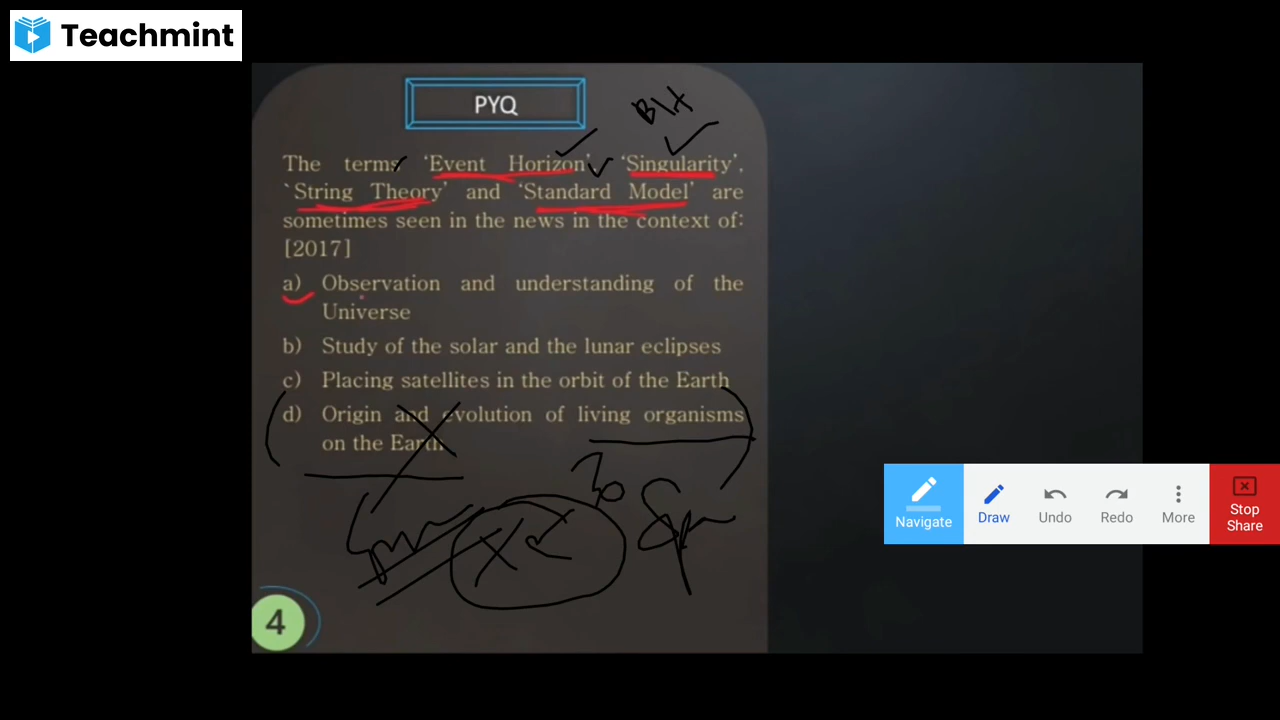 Teachmint
PYQ
The terms ‘Event Horizon’, ‘Singularity’,
`String Theory’ and ‘Standard Model’ are
sometimes seen in the news in the context of:
[2017]
a) Observation and understanding of the
Universe
b) Study of the solar and the lunar eclipses
c) Placing satellites in the orbit of the Earth
d) Origin and evolution of living organisms
on the Earth
4
Navigate
Draw
Undo
Redo
More
Stop
Share